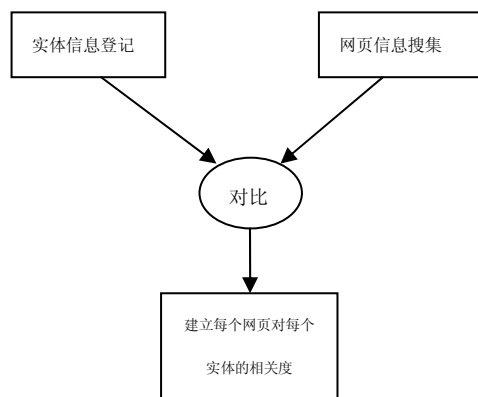 实体信息登记
网页信息搜集
对比
建立每个网页对每个
实体的相关度